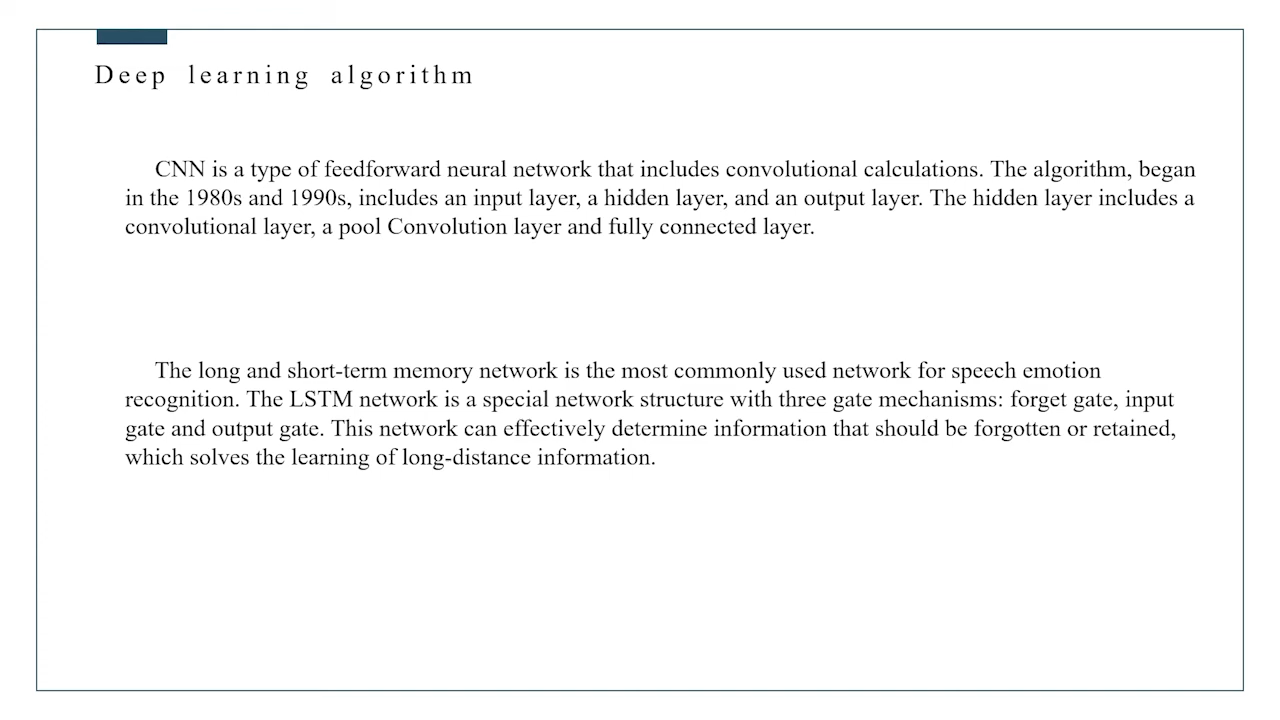 Deep learning algorithm
CNN is a type of feedforward neural network that includes convolutional calculations. The algorithm, began
in the 1980s and 1990s, includes an input layer, a hidden layer, and an output layer. The hidden layer includes a
convolutional layer, a pool Convolution layer and fully connected layer.
The long and short-term memory network is the most commonly used network for speech emotion
recognition. The LSTM network is a special network structure with three gate mechanisms: forget gate, input
gate and output gate. This network can effectively determine information that should be forgotten or retained,
which solves the learning of long-distance information.